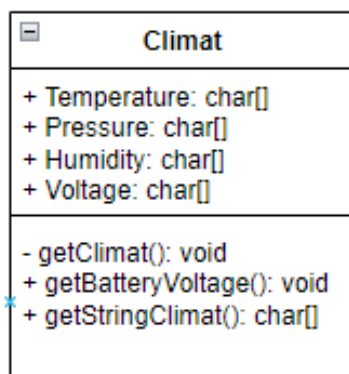 Climat
+ Temperature: char[]
+ Pressure: char[]
+ Humidity: char[]
+ Voltage: char[]
- getClimat(): void
+ getBatteryVoltage(): void
+ getStringClimat(): char[]